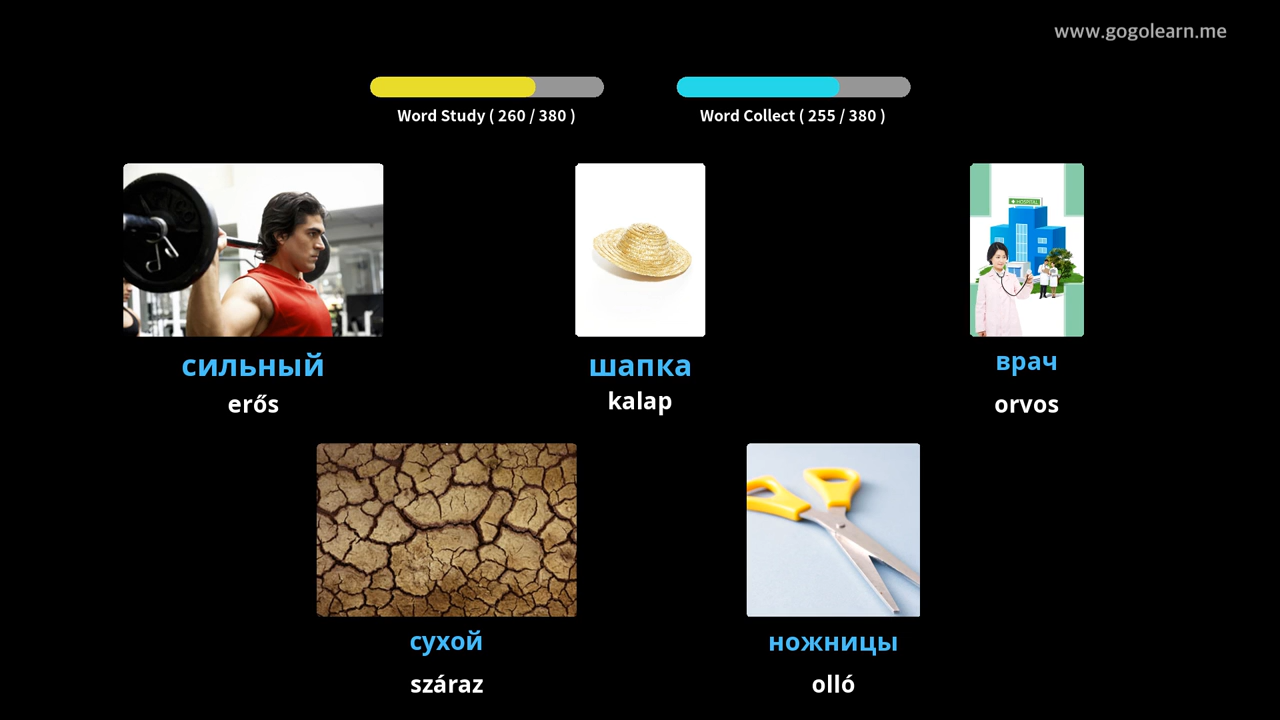 www.gogolearn.me
Word Study ( 260 / 380 )
Word Collect ( 255 / 380 )
HOSPITAL
сильный
erős
шапка
kalap
врач
orvos
сухой
száraz
ножницы
olló